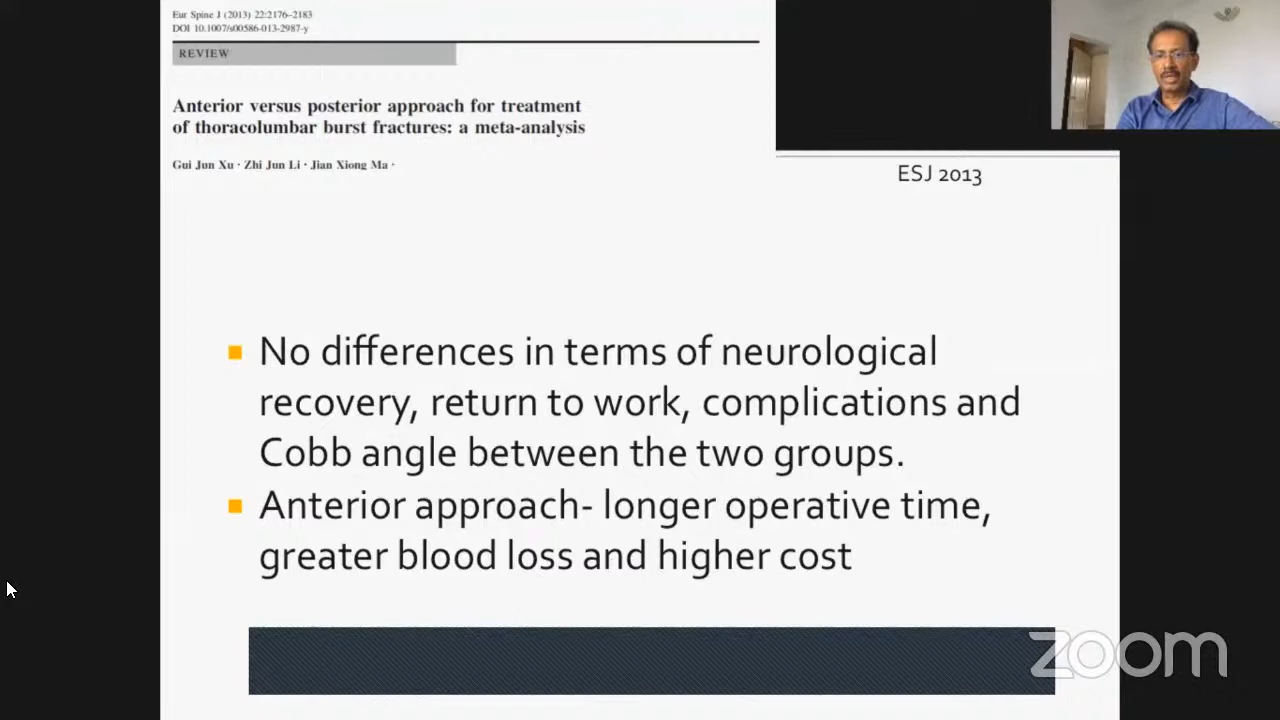 Eur Spine J (2013) 22:2176–2183
DOI 10.1007/s00586-013-2987-y
REVIEW
Anterior versus posterior approach for treatment
of thoracolumbar burst fractures: a meta-analysis
Gui Jun Xu · Zhi Jun Li · Jian Xiong Ma ·
ESJ 2013
No differences in terms of neurological
recovery, return to work, complications and
Cobb angle between the two groups.
Anterior approach- longer operative time,
greater blood loss and higher cost
zoom